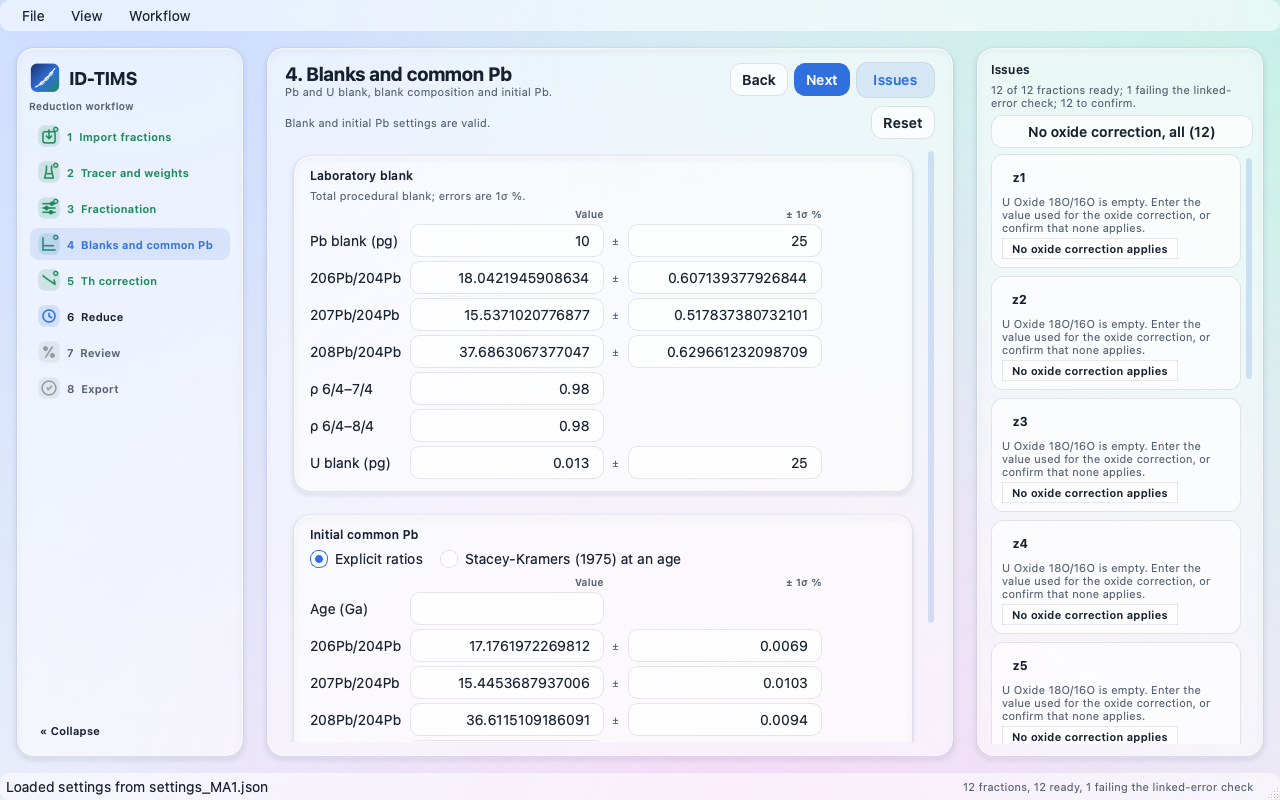 File View Workflow
ID-TIMS
Reduction workflow
1 Import fractions
2 Tracer and weights
3 Fractionation
4 Blanks and common Pb
5 Th correction
6 Reduce
7 Review
8 Export
« Collapse
4. Blanks and common Pb
Pb and U blank, blank composition and initial Pb.
Back Next Issues
Blank and initial Pb settings are valid.
Reset
Laboratory blank
Total procedural blank; errors are 1σ %.
Value ± 1σ %
Pb blank (pg) 10 ± 25
206Pb/204Pb 18.0421945908634 ± 0.607139377926844
207Pb/204Pb 15.5371020776877 ± 0.517837380732101
208Pb/204Pb 37.6863067377047 ± 0.629661232098709
ρ 6/4–7/4 0.98
ρ 6/4–8/4 0.98
U blank (pg) 0.013 ± 25
Initial common Pb
Explicit ratios Stacey-Kramers (1975) at an age
Value ± 1σ %
Age (Ga)
206Pb/204Pb 17.1761972269812 ± 0.0069
207Pb/204Pb 15.4453687937006 ± 0.0103
208Pb/204Pb 36.6115109186091 ± 0.0094
Issues
12 of 12 fractions ready; 1 failing the linked-
error check; 12 to confirm.
No oxide correction, all (12)
z1
U Oxide 18O/16O is empty. Enter the
value used for the oxide correction, or
confirm that none applies.
No oxide correction applies
z2
U Oxide 18O/16O is empty. Enter the
value used for the oxide correction, or
confirm that none applies.
No oxide correction applies
z3
U Oxide 18O/16O is empty. Enter the
value used for the oxide correction, or
confirm that none applies.
No oxide correction applies
z4
U Oxide 18O/16O is empty. Enter the
value used for the oxide correction, or
confirm that none applies.
No oxide correction applies
z5
U Oxide 18O/16O is empty. Enter the
value used for the oxide correction, or
confirm that none applies.
No oxide correction applies
Loaded settings from settings_MA1.json
12 fractions, 12 ready, 1 failing the linked-error check